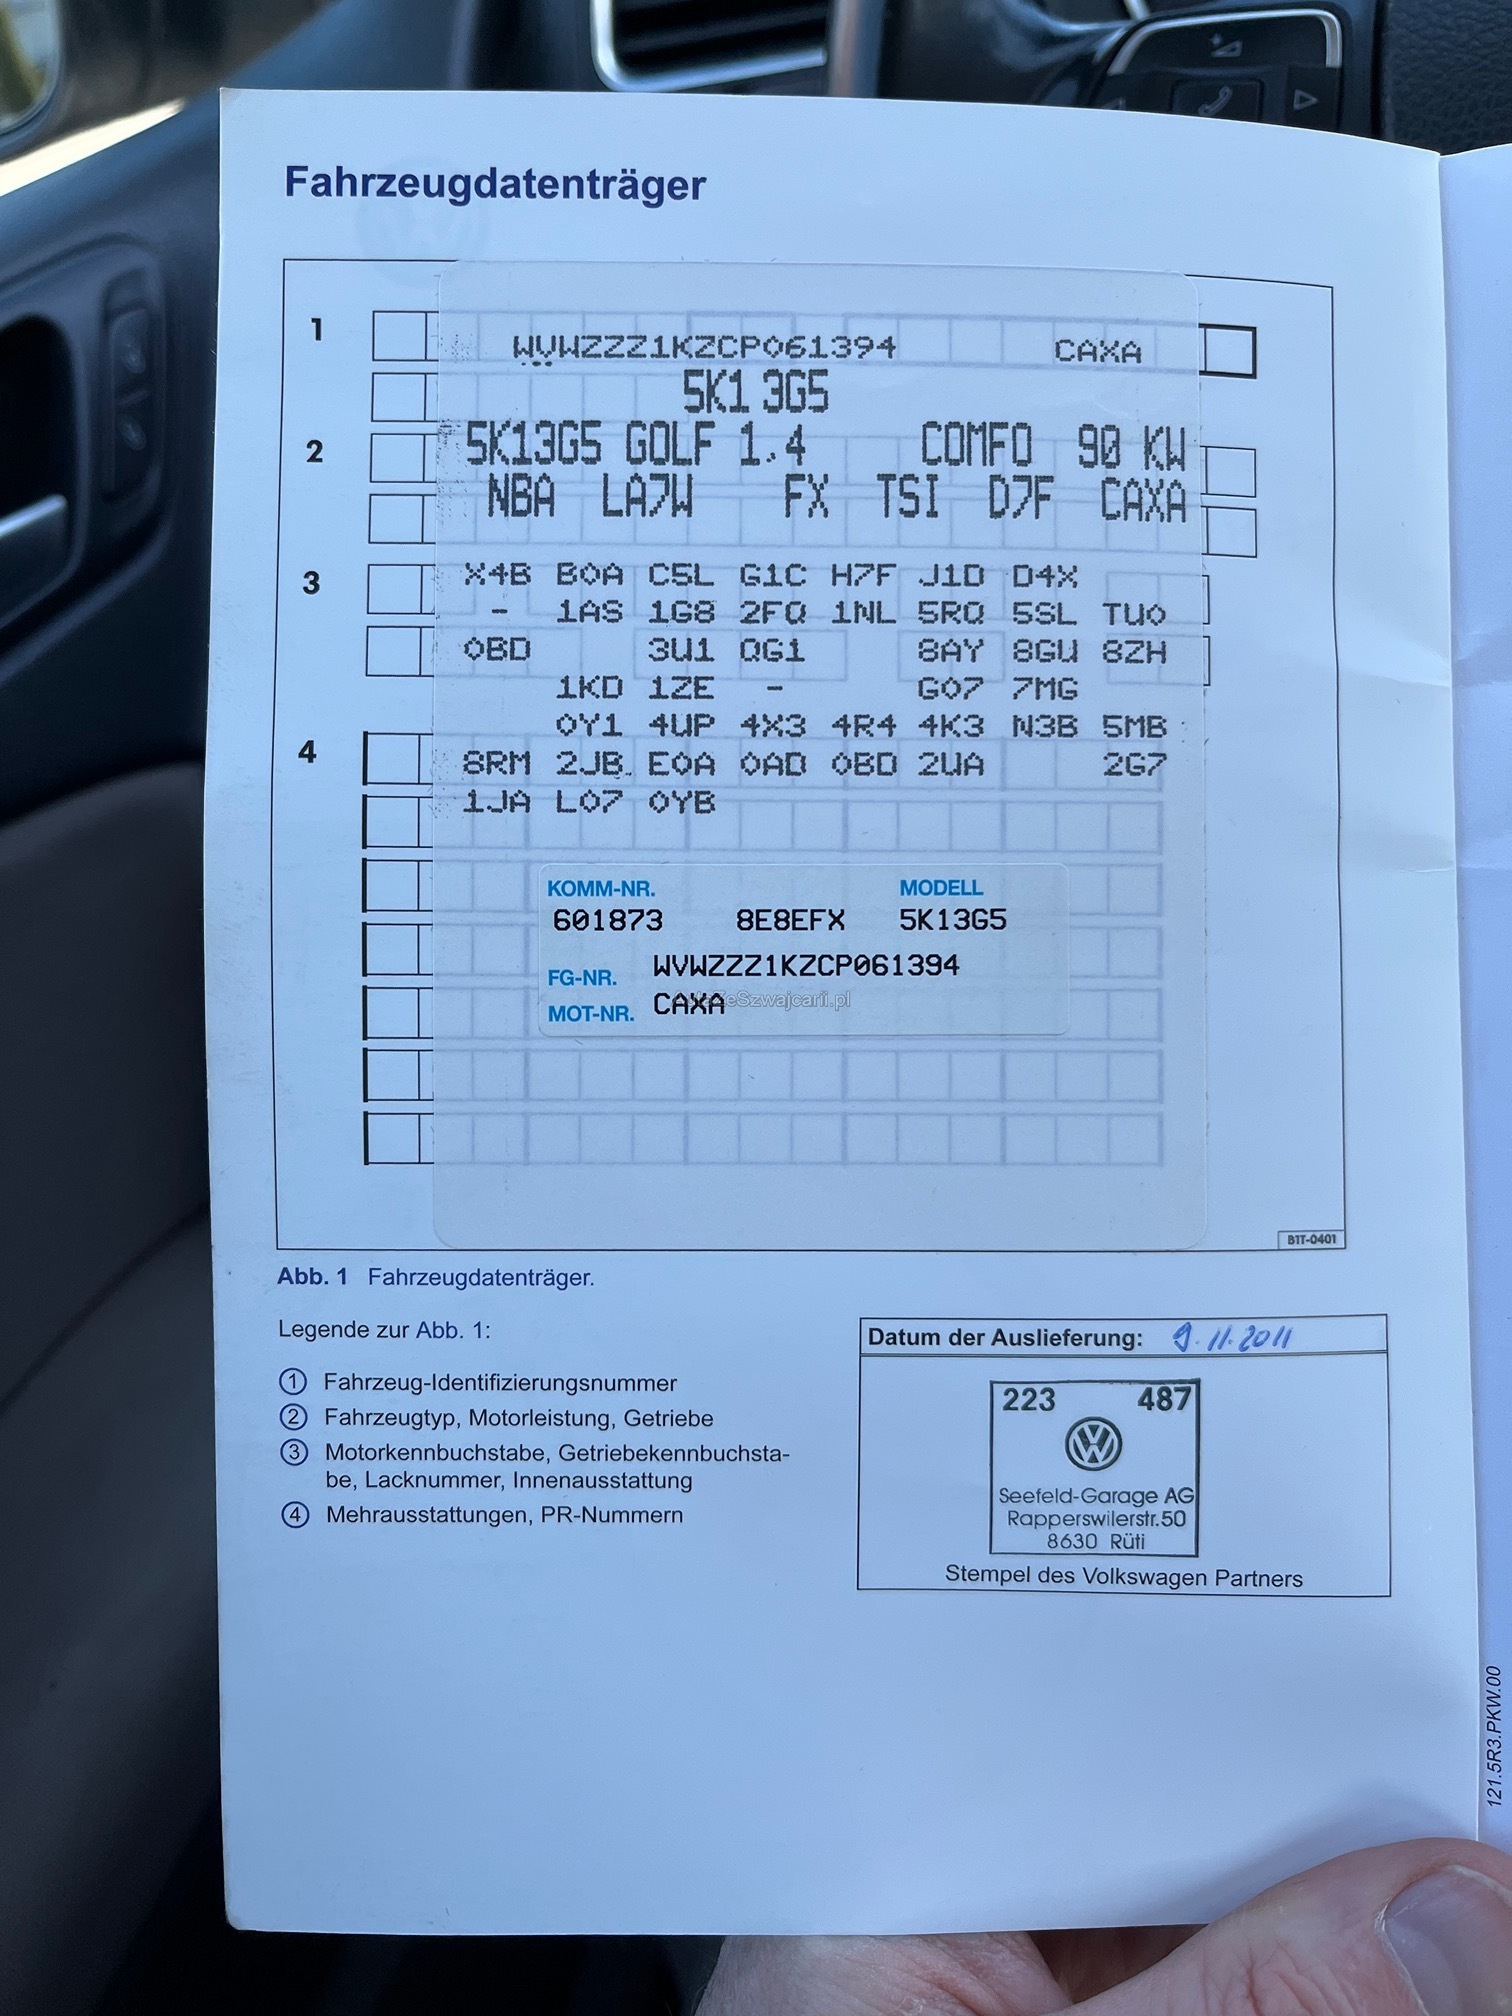 Fahrzeugdatenträger
1
WVWZZZ1KZCP061394 CAXA
5K1 3G5
2
5K13G5 GOLF 1.4 COMFO 90 KW
NBA LA7W FX TSI D7F CAXA
3
X4B B0A C5L G1C H7F J1D D4X
- 1AS 1G8 2FQ 1NL 5RQ 5SL TU0
0BD 3U1 QG1 8AY 8GU 8ZH
1KD 1ZE - G07 7MG
0Y1 4UP 4X3 4R4 4K3 N3B 5MB
4
8RM 2JB E0A 0AD 0BD 2UA 2G7
1JA L07 0YB
KOMM-NR. MODELL
601873 8E8EFX 5K13G5
FG-NR. WVWZZZ1KZCP061394
MOT-NR. CAXA
B1T-0401
Abb. 1 Fahrzeugdatenträger.
Legende zur Abb. 1:
1 Fahrzeug-Identifizierungsnummer
2 Fahrzeugtyp, Motorleistung, Getriebe
3 Motorkennbuchstabe, Getriebekennbuchsta-
be, Lacknummer, Innenausstattung
4 Mehrausstattungen, PR-Nummern
Datum der Auslieferung: 9.11.2011
223 487
Seefeld-Garage AG
Rapperswilerstr.50
8630 Rüti
Stempel des Volkswagen Partners
121.5R3.PKW.00